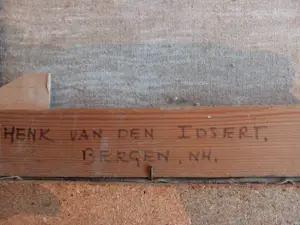 HENK VAN DEN IDSERT.
BERGEN, NH.